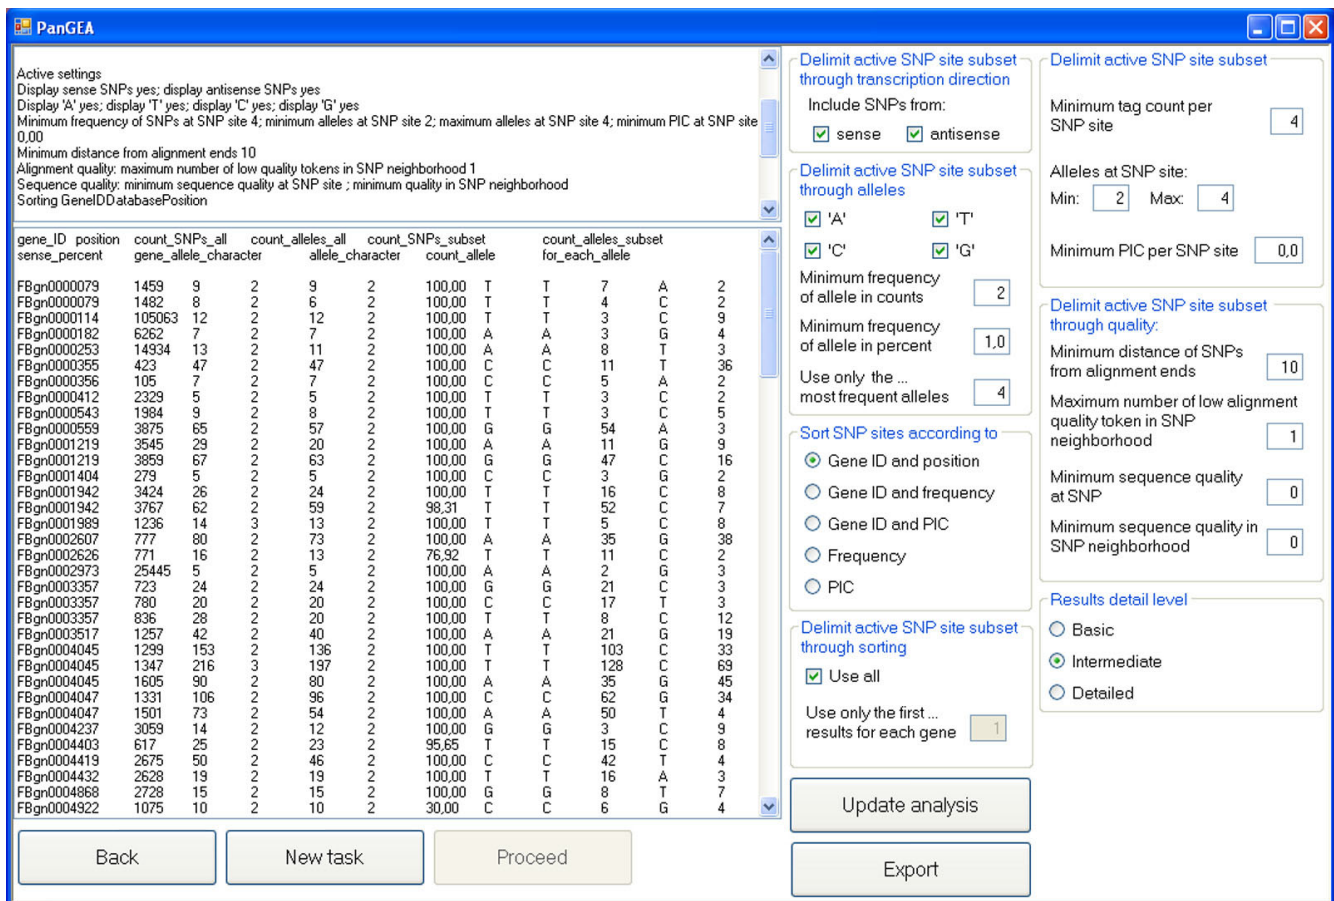 PanGEA
Active settings
Display sense SNPs yes; display antisense SNPs yes
Display 'A' yes; display 'T' yes; display 'C' yes; display 'G' yes
Minimum frequency of SNPs at SNP site 4; minimum alleles at SNP site 2; maximum alleles at SNP site 4; minimum PIC at SNP site
0,00
Minimum distance from alignment ends 10
Alignment quality: maximum number of low quality tokens in SNP neighborhood 1
Sequence quality: minimum sequence quality at SNP site ; minimum quality in SNP neighborhood
Sorting GeneIDDatabasePosition
gene_ID position count_SNPs_all count_alleles_all count_SNPs_subset count_alleles_subset
sense_percent gene_allele_character allele_character count_allele for_each_allele
FBgn0000079 1459 9 2 9 2 100,00 T T 7 A 2
FBgn0000079 1482 8 2 6 2 100,00 T T 4 C 2
FBgn0000114 105063 12 2 12 2 100,00 T T 3 C 9
FBgn0000182 6262 7 2 7 2 100,00 A A 3 G 4
FBgn0000253 14934 13 2 11 2 100,00 A A 8 T 3
FBgn0000355 423 47 2 47 2 100,00 C C 11 T 36
FBgn0000356 105 7 2 7 2 100,00 C C 5 A 2
FBgn0000412 2329 5 2 5 2 100,00 T T 3 C 2
FBgn0000543 1984 9 2 8 2 100,00 T T 3 C 5
FBgn0000559 3875 65 2 57 2 100,00 G G 54 A 3
FBgn0001219 3545 29 2 20 2 100,00 A A 11 G 9
FBgn0001219 3859 67 2 63 2 100,00 G G 47 C 16
FBgn0001404 279 5 2 5 2 100,00 C C 3 G 2
FBgn0001942 3424 26 2 24 2 100,00 T T 16 C 8
FBgn0001942 3767 62 2 59 2 98,31 T T 52 C 7
FBgn0001989 1236 14 3 13 2 100,00 T T 5 C 8
FBgn0002607 777 80 2 73 2 100,00 A A 35 G 38
FBgn0002626 771 16 2 13 2 76,92 T T 11 C 2
FBgn0002973 25445 5 2 5 2 100,00 A A 2 G 3
FBgn0003357 723 24 2 24 2 100,00 G G 21 C 3
FBgn0003357 780 20 2 20 2 100,00 C C 17 T 3
FBgn0003357 836 28 2 20 2 100,00 T T 8 C 12
FBgn0003517 1257 42 2 40 2 100,00 A A 21 G 19
FBgn0004045 1299 153 2 136 2 100,00 T T 103 C 33
FBgn0004045 1347 216 3 197 2 100,00 T T 128 C 69
FBgn0004045 1605 90 2 80 2 100,00 A A 35 G 45
FBgn0004047 1331 106 2 96 2 100,00 C C 62 G 34
FBgn0004047 1501 73 2 54 2 100,00 A A 50 T 4
FBgn0004237 3059 14 2 12 2 100,00 G G 3 C 9
FBgn0004403 617 25 2 23 2 95,65 T T 15 C 8
FBgn0004419 2675 50 2 46 2 100,00 C C 42 T 4
FBgn0004432 2628 19 2 19 2 100,00 T T 16 A 3
FBgn0004868 2728 15 2 15 2 100,00 G G 8 T 7
FBgn0004922 1075 10 2 10 2 30,00 C C 6 G 4
Back
New task
Proceed
Delimit active SNP site subset
through transcription direction
Include SNPs from:
sense antisense
Delimit active SNP site subset
through alleles
'A' 'T'
'C' 'G'
Minimum frequency
of allele in counts 2
Minimum frequency
of allele in percent 1,0
Use only the ...
most frequent alleles 4
Sort SNP sites according to
Gene ID and position
Gene ID and frequency
Gene ID and PIC
Frequency
PIC
Delimit active SNP site subset
through sorting
Use all
Use only the first ...
results for each gene 1
Update analysis
Export
Delimit active SNP site subset
Minimum tag count per
SNP site 4
Alleles at SNP site:
Min: 2 Max: 4
Minimum PIC per SNP site 0,0
Delimit active SNP site subset
through quality:
Minimum distance of SNPs
from alignment ends 10
Maximum number of low alignment
quality token in SNP
neighborhood 1
Minimum sequence quality
at SNP 0
Minimum sequence quality in
SNP neighborhood 0
Results detail level
Basic
Intermediate
Detailed